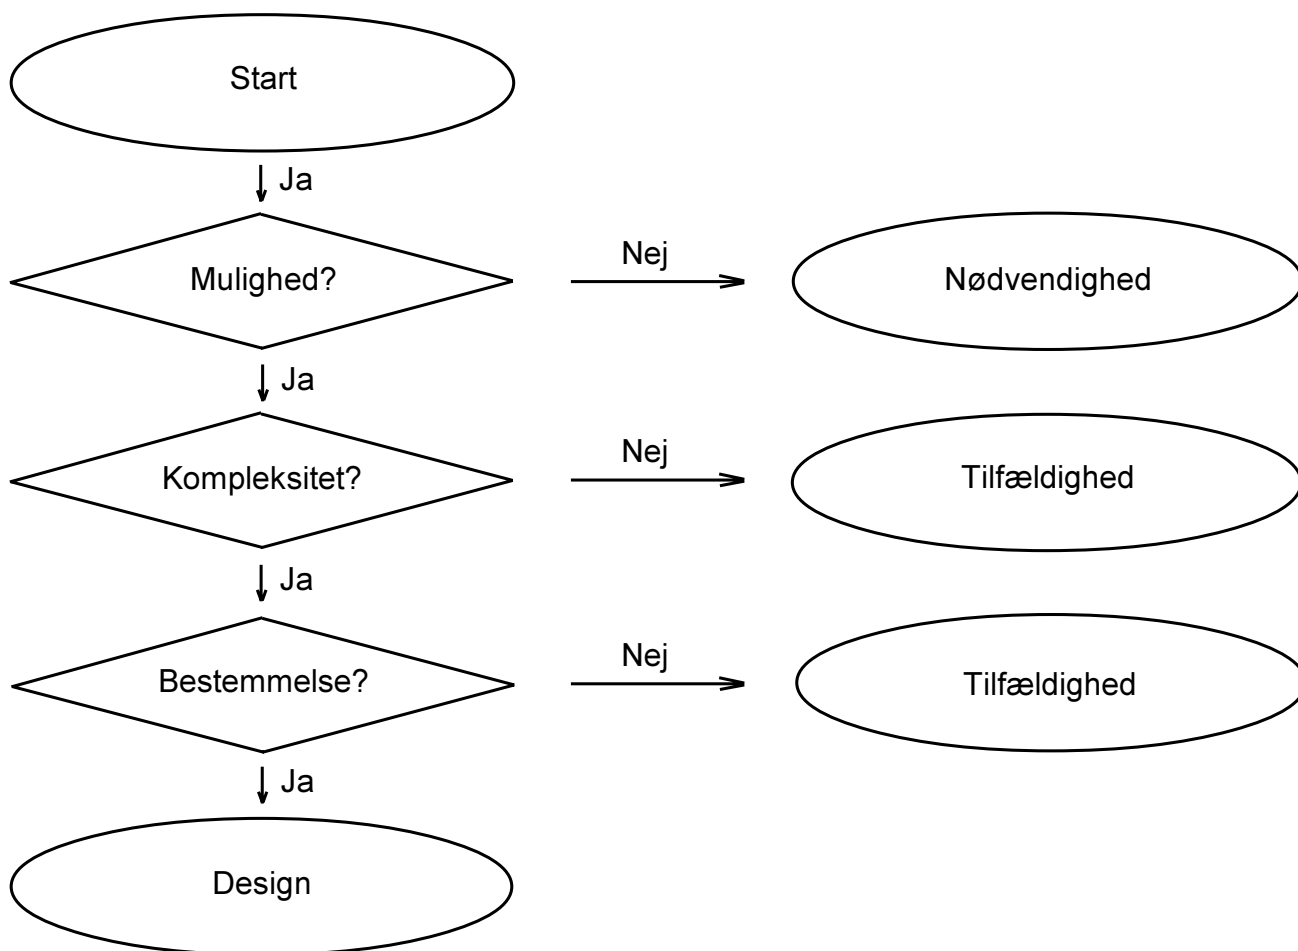 Start
Ja
Mulighed?
Nej
Nødvendighed
Ja
Kompleksitet?
Nej
Tilfældighed
Ja
Bestemmelse?
Nej
Tilfældighed
Ja
Design